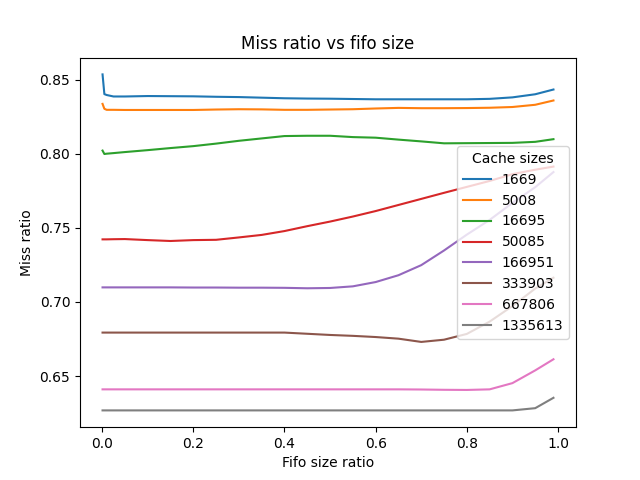 Miss ratio vs fifo size
0.85
0.80
0.75
0.70
0.65
Miss ratio
Cache sizes
1669
5008
16695
50085
166951
333903
667806
1335613
0.0 0.2 0.4 0.6 0.8 1.0
Fifo size ratio